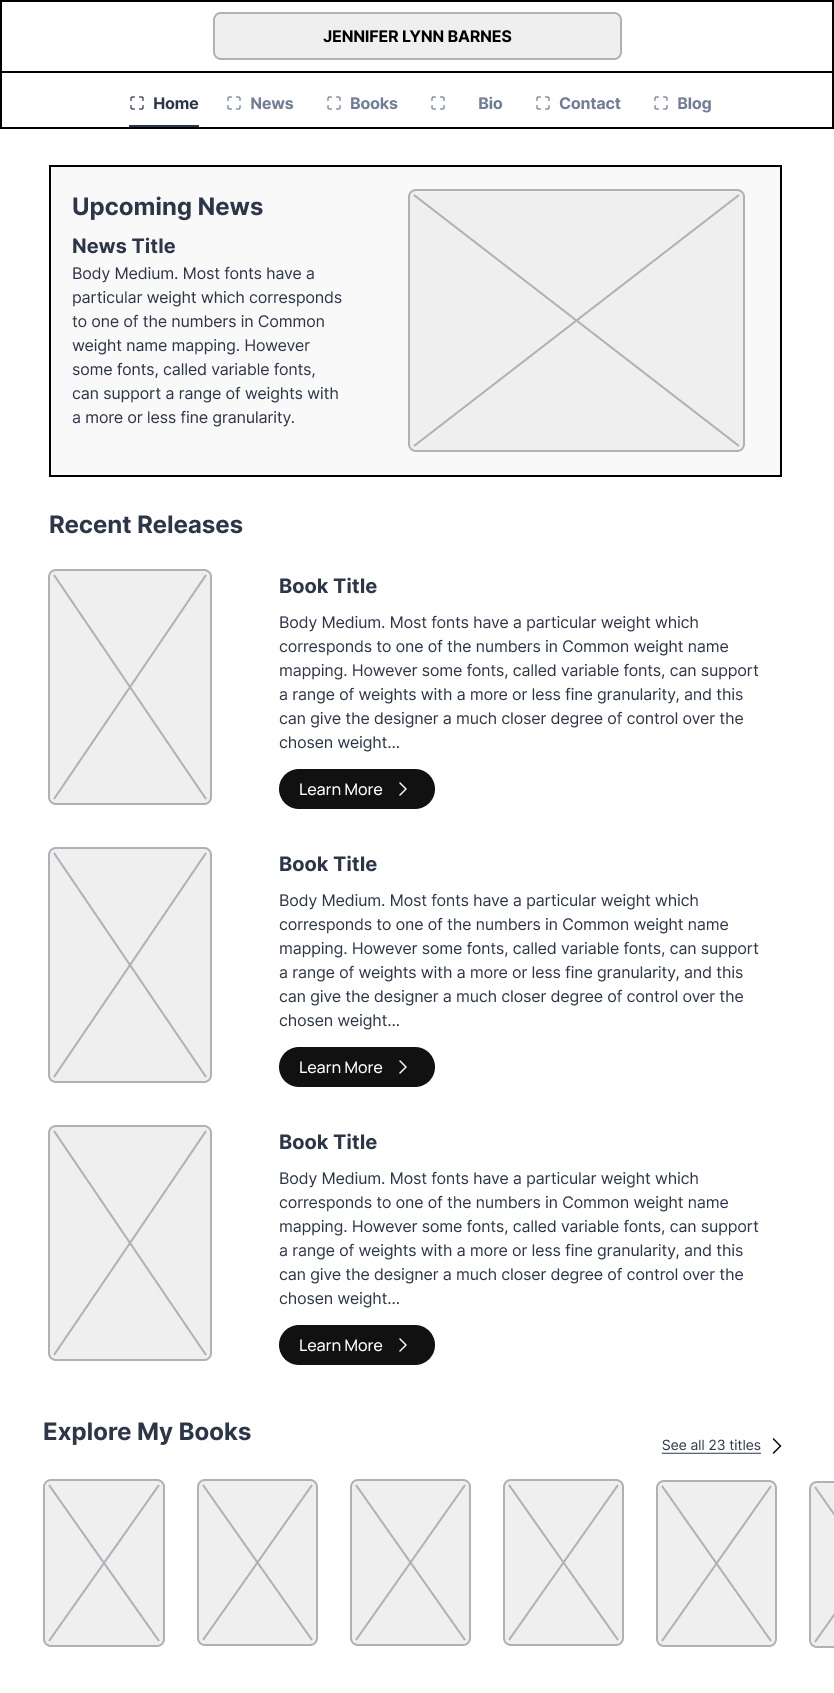 JENNIFER LYNN BARNES
Home News Books Bio Contact Blog
Upcoming News
News Title
Body Medium. Most fonts have a
particular weight which corresponds
to one of the numbers in Common
weight name mapping. However
some fonts, called variable fonts,
can support a range of weights with
a more or less fine granularity.
Recent Releases
Book Title
Body Medium. Most fonts have a particular weight which
corresponds to one of the numbers in Common weight name
mapping. However some fonts, called variable fonts, can support
a range of weights with a more or less fine granularity, and this
can give the designer a much closer degree of control over the
chosen weight...
Learn More
Book Title
Body Medium. Most fonts have a particular weight which
corresponds to one of the numbers in Common weight name
mapping. However some fonts, called variable fonts, can support
a range of weights with a more or less fine granularity, and this
can give the designer a much closer degree of control over the
chosen weight...
Learn More
Book Title
Body Medium. Most fonts have a particular weight which
corresponds to one of the numbers in Common weight name
mapping. However some fonts, called variable fonts, can support
a range of weights with a more or less fine granularity, and this
can give the designer a much closer degree of control over the
chosen weight...
Learn More
Explore My Books
See all 23 titles